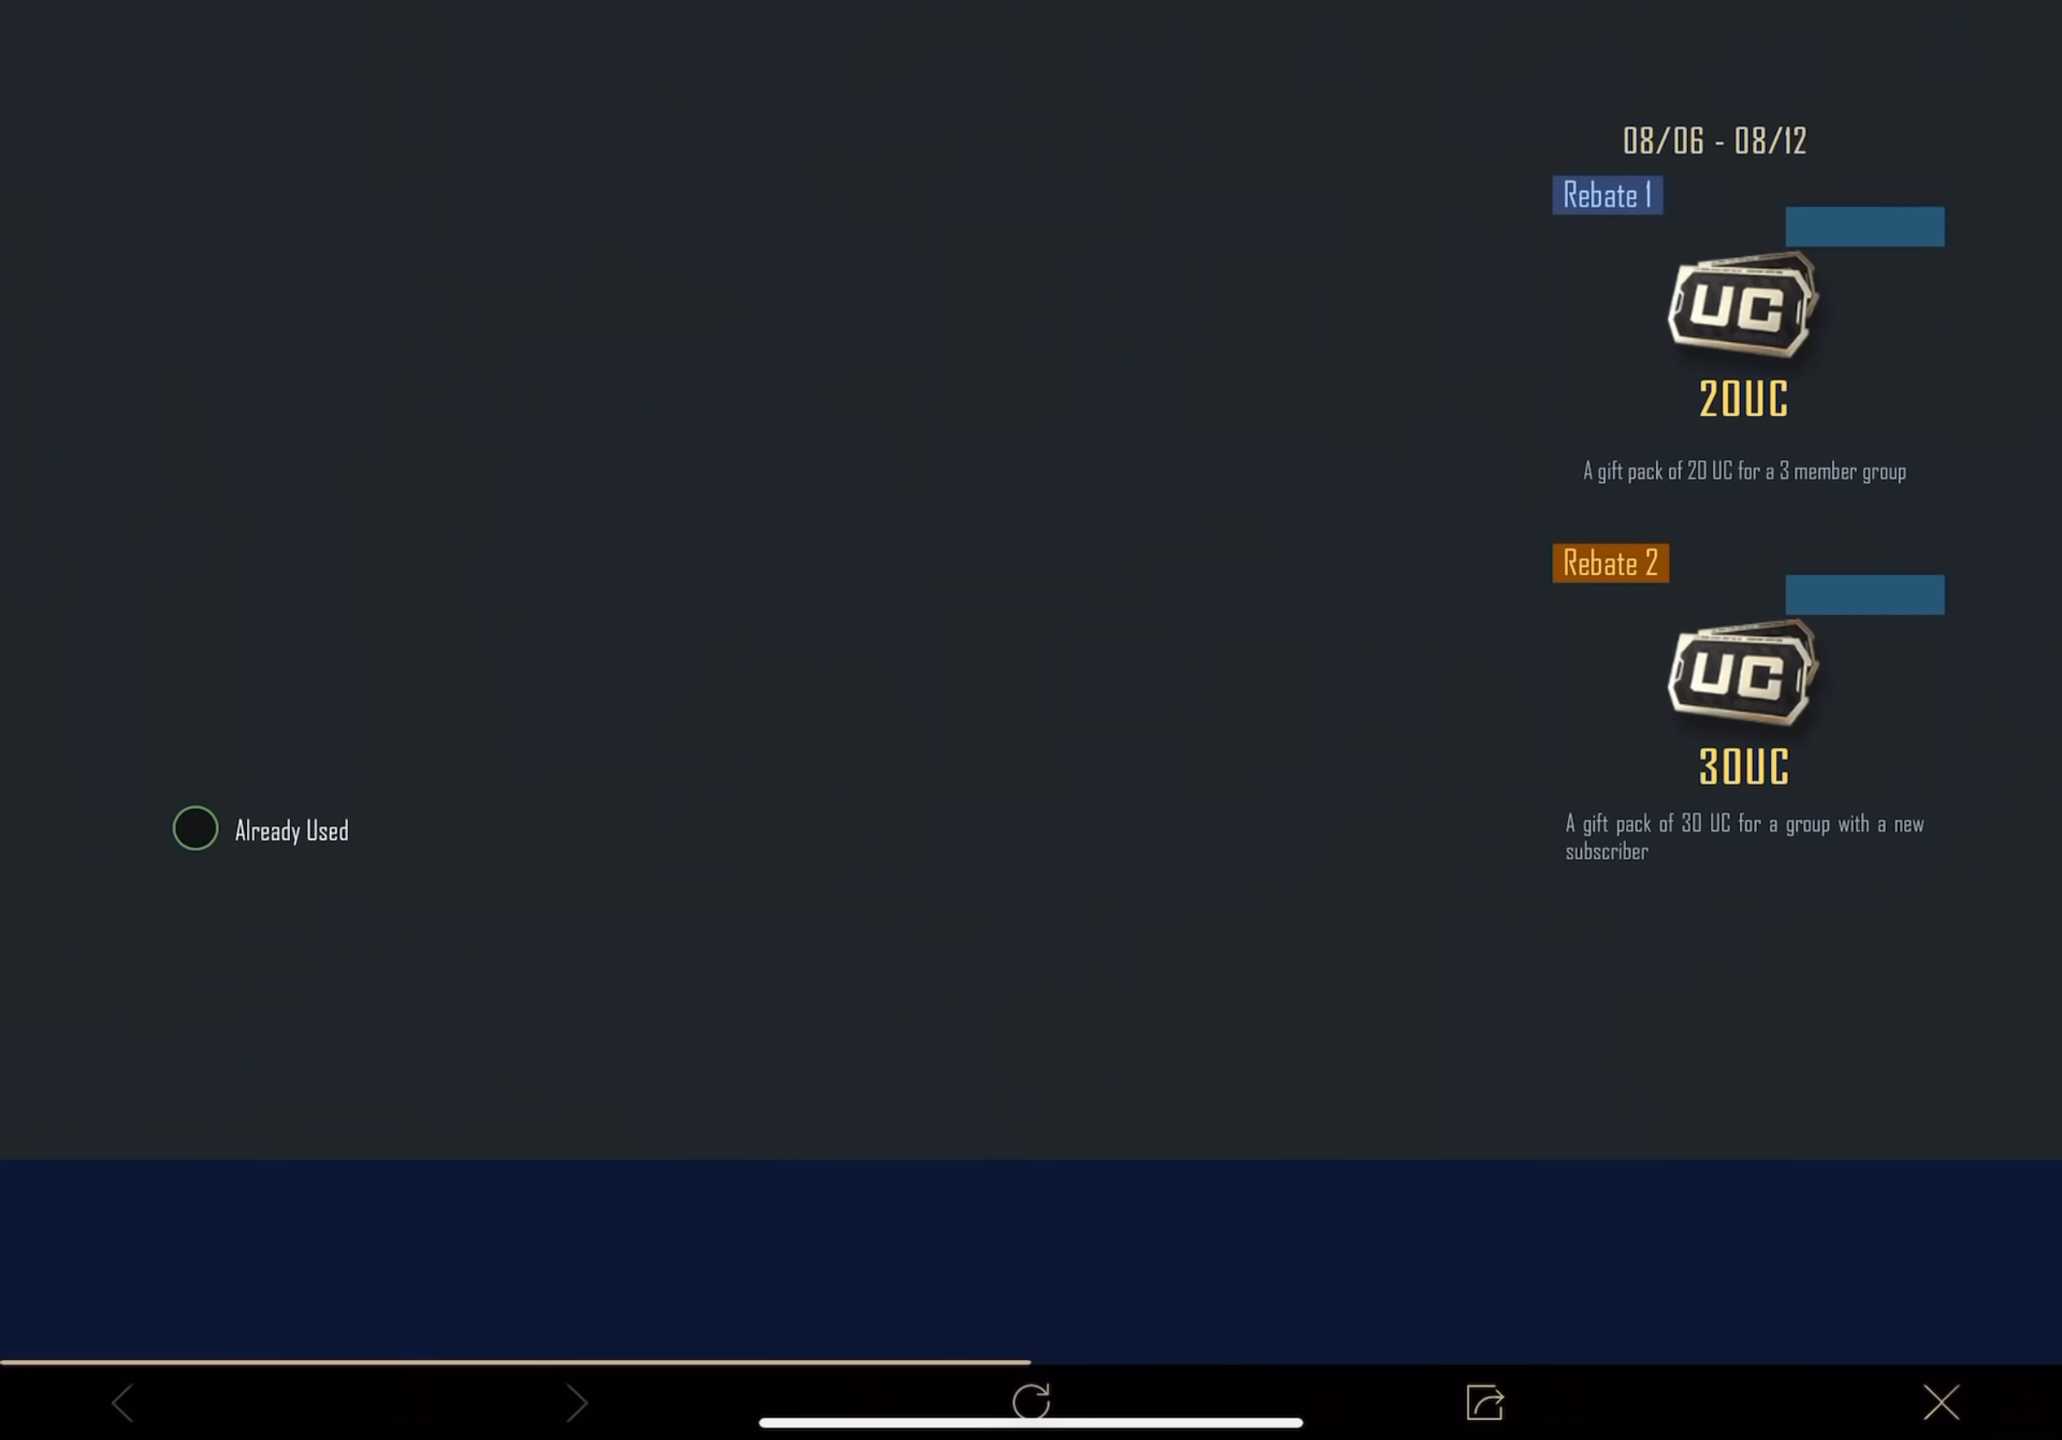 08/06 - 08/12
Rebate 1
UC
20UC
A gift pack of 20 UC for a 3 member group
Rebate 2
UC
30UC
Already Used
A gift pack of 30 UC for a group with a new
subscriber